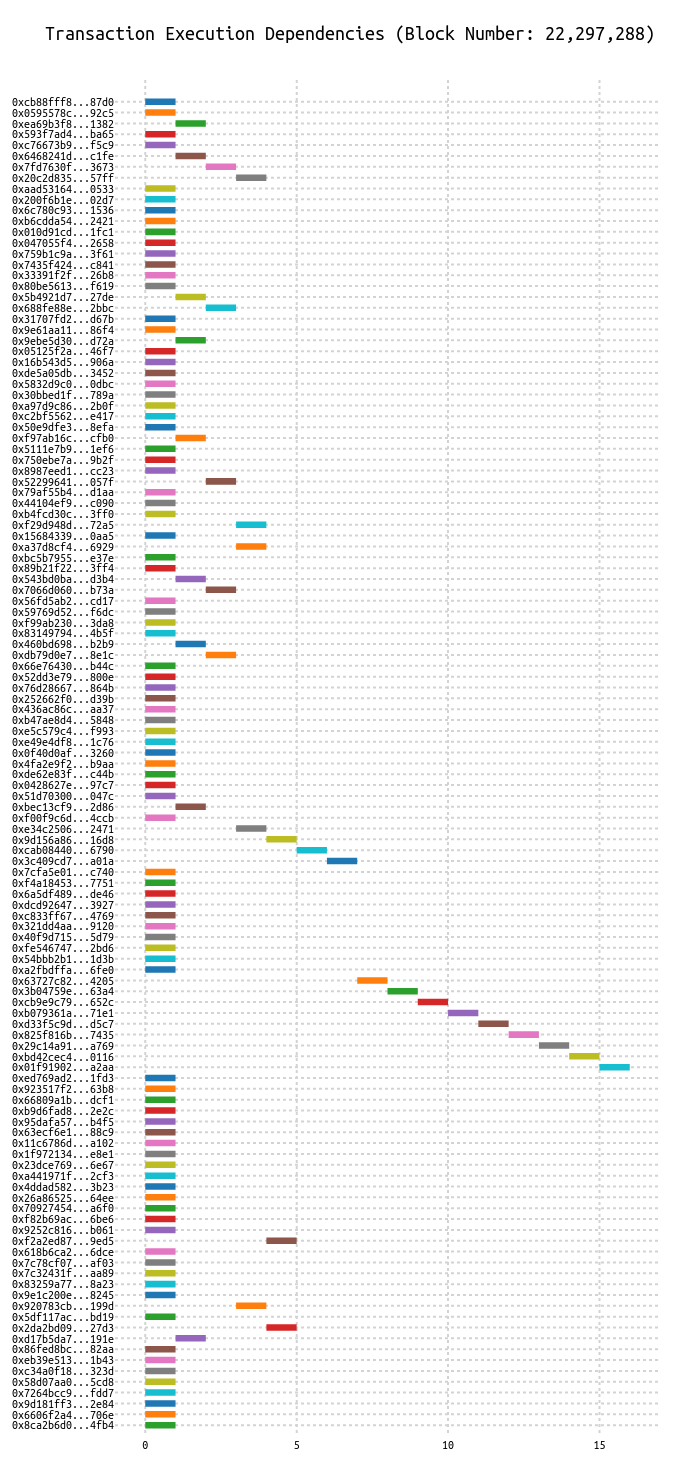 Transaction Execution Dependencies (Block Number: 22,297,288)
0xcb88fff8...87d0
0x0595578c...92c5
0xea69b3f8...1382
0x593f7ad4...ba65
0xc76673b9...f5c9
0x6468241d...c1fe
0x7fd7630f...3673
0x20c2d835...57ff
0xaad53164...0533
0x200f6b1e...02d7
0x6c780c93...1536
0xb6cdda54...2421
0x010d91cd...1fc1
0x047055f4...2658
0x759b1c9a...3f61
0x7435f424...c841
0x33391f2f...26b8
0x80be5613...f619
0x5b4921d7...27de
0x688fe88e...2bbc
0x31707fd2...d67b
0x9e61aa11...86f4
0x9ebe5d30...d72a
0x05125f2a...46f7
0x16b543d5...906a
0xde5a05db...3452
0x5832d9c0...0dbc
0x30bbed1f...789a
0xa97d9c86...2b0f
0xc2bf5562...e417
0x50e9dfe3...8efa
0xf97ab16c...cfb0
0x5111e7b9...1ef6
0x750ebe7a...9b2f
0x8987eed1...cc23
0x52299641...057f
0x79af55b4...d1aa
0x44104ef9...c090
0xb4fcd30c...3ff0
0xf29d948d...72a5
0x15684339...0aa5
0xa37d8cf4...6929
0xbc5b7955...e37e
0x89b21f22...3ff4
0x543bd0ba...d3b4
0x7066d060...b73a
0x56fd5ab2...cd17
0x59769d52...f6dc
0xf99ab230...3da8
0x83149794...4b5f
0x460bd698...b2b9
0xdb79d0e7...8e1c
0x66e76430...b44c
0x52dd3e79...800e
0x76d28667...864b
0x252662f0...d39b
0x436ac86c...aa37
0xb47ae8d4...5848
0xe5c579c4...f993
0xe49e4df8...1c76
0x0f40d0af...3260
0x4fa2e9f2...b9aa
0xde62e83f...c44b
0x0428627e...97c7
0x51d70300...047c
0xbec13cf9...2d86
0xf00f9c6d...4ccb
0xe34c2506...2471
0x9d156a86...16d8
0xcab08440...6790
0x3c409cd7...a01a
0x7cfa5e01...c740
0xf4a18453...7751
0x6a5df489...de46
0xdcd92647...3927
0xc833ff67...4769
0x321dd4aa...9120
0x40f9d715...5d79
0xfe546747...2bd6
0x54bbb2b1...1d3b
0xa2fbdffa...6fe0
0x63727c82...4205
0x3b04759e...63a4
0xcb9e9c79...652c
0xb079361a...71e1
0xd33f5c9d...d5c7
0x825f816b...7435
0x29c14a91...a769
0xbd42cec4...0116
0x01f91902...a2aa
0xed769ad2...1fd3
0x923517f2...63b8
0x66809a1b...dcf1
0xb9d6fad8...2e2c
0x95dafa57...b4f5
0x63ecf6e1...88c9
0x11c6786d...a102
0x1f972134...e8e1
0x23dce769...6e67
0xa441971f...2cf3
0x4ddad582...3b23
0x26a86525...64ee
0x70927454...a6f0
0xf82b69ac...6be6
0x9252c816...b061
0xf2a2ed87...9ed5
0x618b6ca2...6dce
0x7c78cf07...af03
0x7c32431f...aa89
0x83259a77...8a23
0x9e1c200e...8245
0x920783cb...199d
0x5df117ac...bd19
0x2da2bd09...27d3
0xd17b5da7...191e
0x86fed8bc...82aa
0xeb39e513...1b43
0xc34a0f18...323d
0x58d07aa0...5cd8
0x7264bcc9...fdd7
0x9d181ff3...2e84
0x6606f2a4...706e
0x8ca2b6d0...4fb4
0 5 10 15